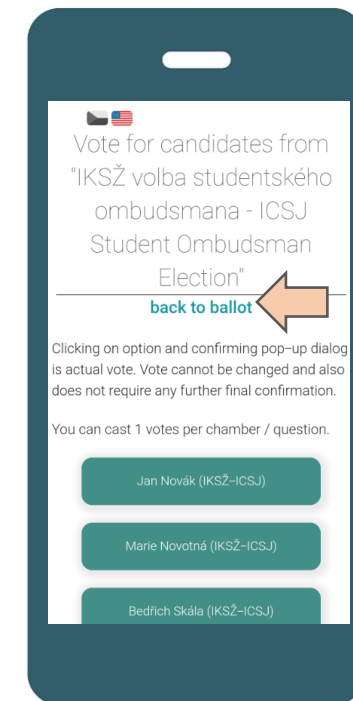 Vote for candidates from
"IKSŽ volba studentského
ombudsmana - ICSJ
Student Ombudsman
Election"
back to ballot
Clicking on option and confirming pop-up dialog
is actual vote. Vote cannot be changed and also
does not require any further final confirmation.
You can cast 1 votes per chamber / question.
Jan Novák (IKSŽ-ICSJ)
Marie Novotná (IKSŽ-ICSJ)
Bedřich Skála (IKSŽ-ICSJ)